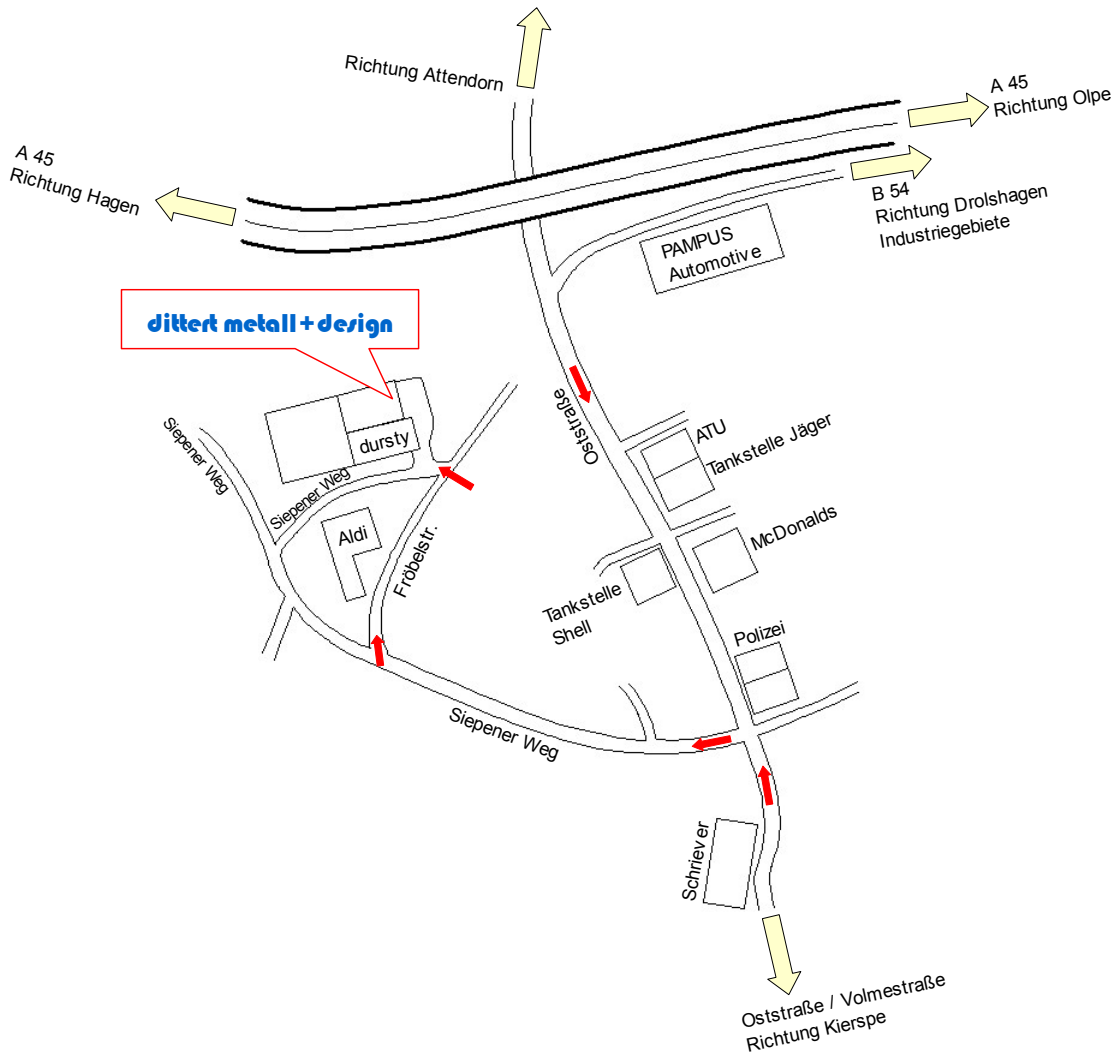 Richtung Attendorn
A 45
Richtung Olpe
A 45
Richtung Hagen
B 54
Richtung Drolshagen
Industriegebiete
PAMPUS
Automotive
dittert metall+design
Oststraße
dursty
Siepener Weg
Siepener Weg
ATU
Tankstelle Jäger
Aldi
Fröbelstr.
McDonalds
Tankstelle
Shell
Polizei
Siepener Weg
Schriever
Oststraße / Volmestraße
Richtung Kierspe